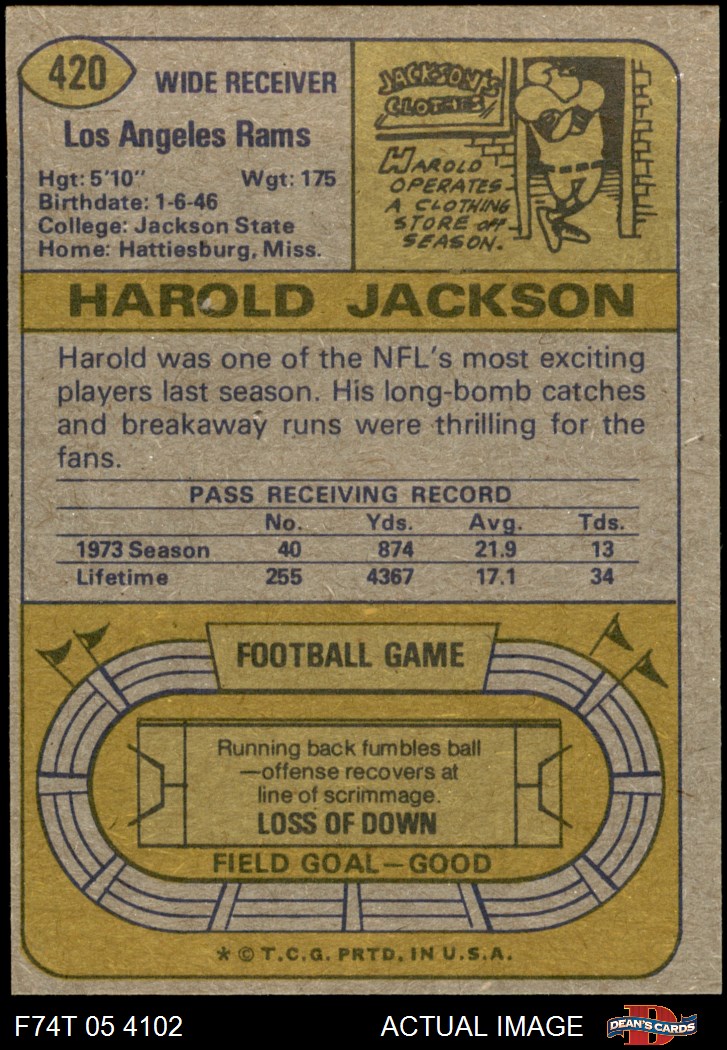 420
WIDE RECEIVER
Los Angeles Rams
Hgt: 5'10" Wgt: 175
Birthdate: 1-6-46
College: Jackson State
Home: Hattiesburg, Miss.
JACKSON'S
CLOTHES
HAROLD
OPERATES
A CLOTHING
STORE OFF
SEASON.
HAROLD JACKSON
Harold was one of the NFL's most exciting
players last season. His long-bomb catches
and breakaway runs were thrilling for the
fans.
PASS RECEIVING RECORD
No. Yds. Avg. Tds.
1973 Season 40 874 21.9 13
Lifetime 255 4367 17.1 34
FOOTBALL GAME
Running back fumbles ball
—offense recovers at
line of scrimmage.
LOSS OF DOWN
FIELD GOAL—GOOD
* © T.C.G. PRTD. IN U.S.A.
F74T 05 4102 ACTUAL IMAGE
D
DEAN'S CARDS